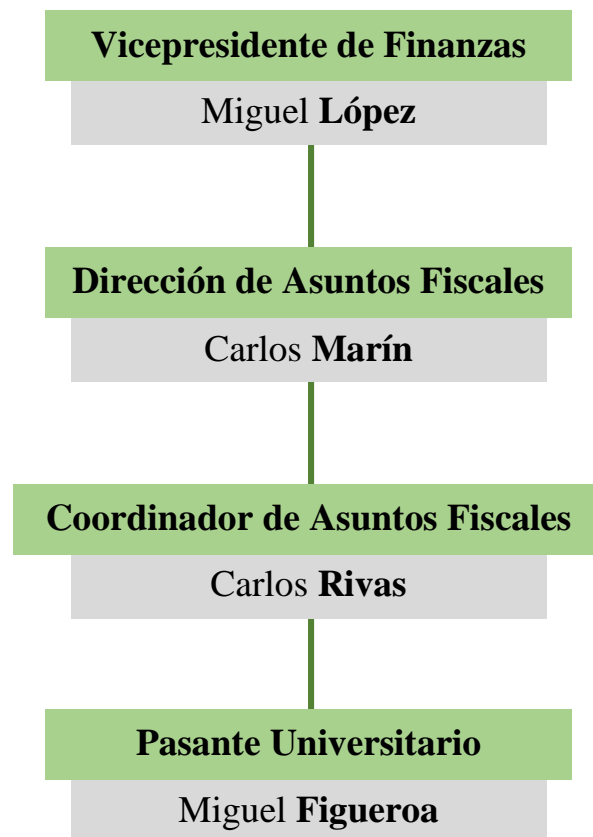 Vicepresidente de Finanzas
Miguel López
Dirección de Asuntos Fiscales
Carlos Marín
Coordinador de Asuntos Fiscales
Carlos Rivas
Pasante Universitario
Miguel Figueroa